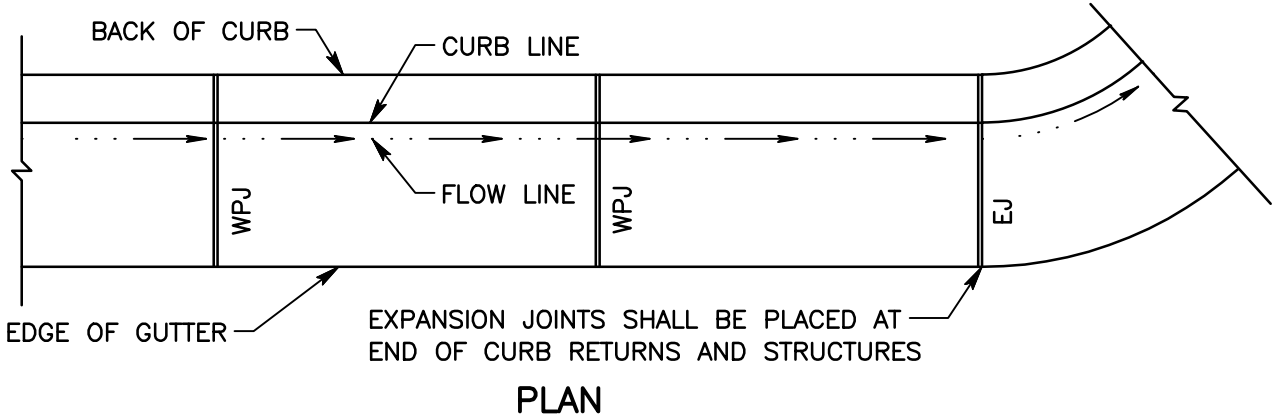 BACK OF CURB
CURB LINE
FLOW LINE
WPJ
WPJ
EJ
EDGE OF GUTTER
EXPANSION JOINTS SHALL BE PLACED AT
END OF CURB RETURNS AND STRUCTURES
PLAN